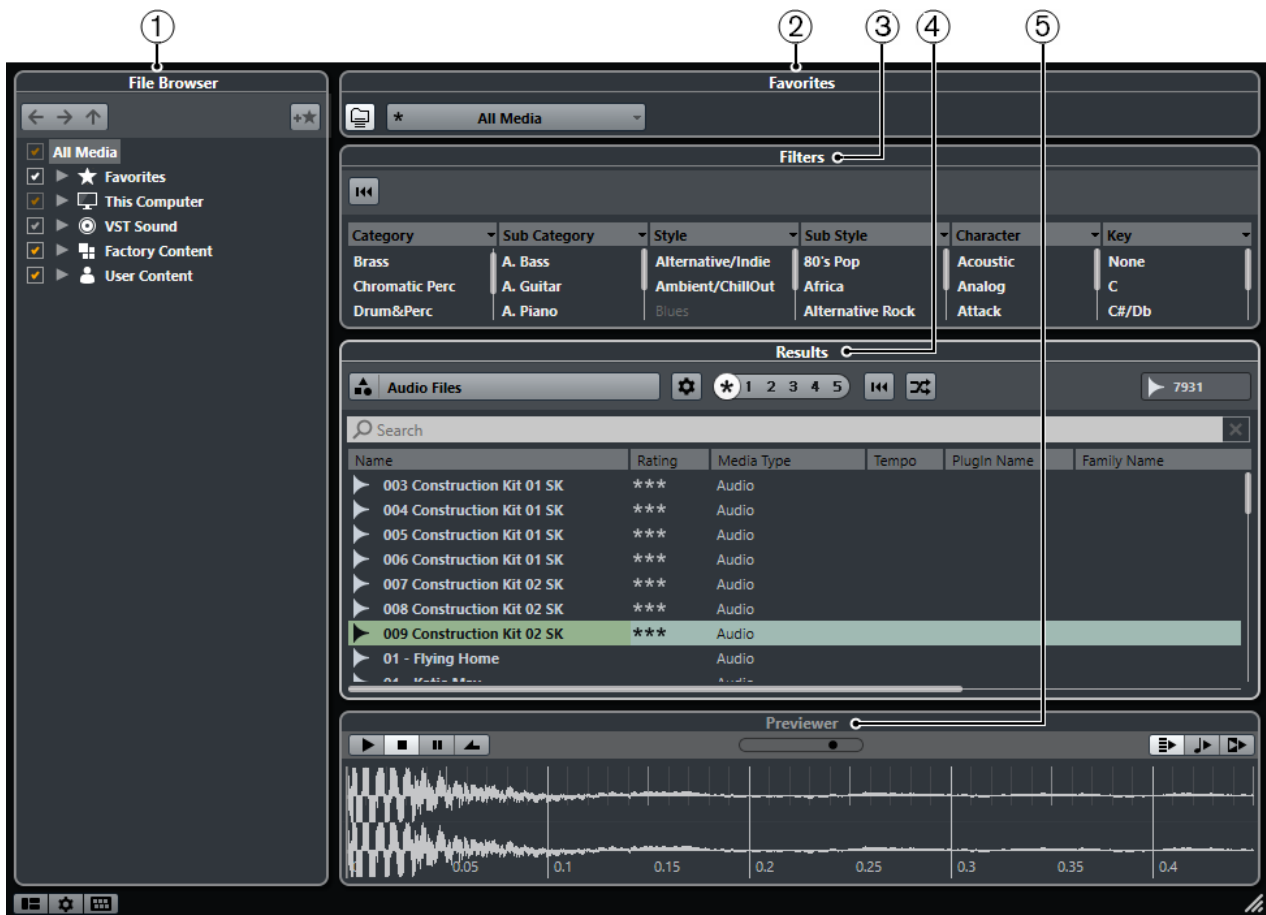 1 2 3 4 5
File Browser
All Media
Favorites
This Computer
VST Sound
Factory Content
User Content
Favorites
* All Media
Filters
Category Sub Category Style Sub Style Character Key
Brass A. Bass Alternative/Indie 80's Pop Acoustic None
Chromatic Perc A. Guitar Ambient/ChillOut Africa Analog C
Drum&Perc A. Piano Blues Alternative Rock Attack C#/Db
Results
Audio Files * 1 2 3 4 5 7931
Search
Name Rating Media Type Tempo PlugIn Name Family Name
003 Construction Kit 01 SK *** Audio
004 Construction Kit 01 SK *** Audio
005 Construction Kit 01 SK *** Audio
006 Construction Kit 01 SK *** Audio
007 Construction Kit 02 SK *** Audio
008 Construction Kit 02 SK *** Audio
009 Construction Kit 02 SK *** Audio
01 - Flying Home Audio
Previewer
0 0.05 0.1 0.15 0.2 0.25 0.3 0.35 0.4